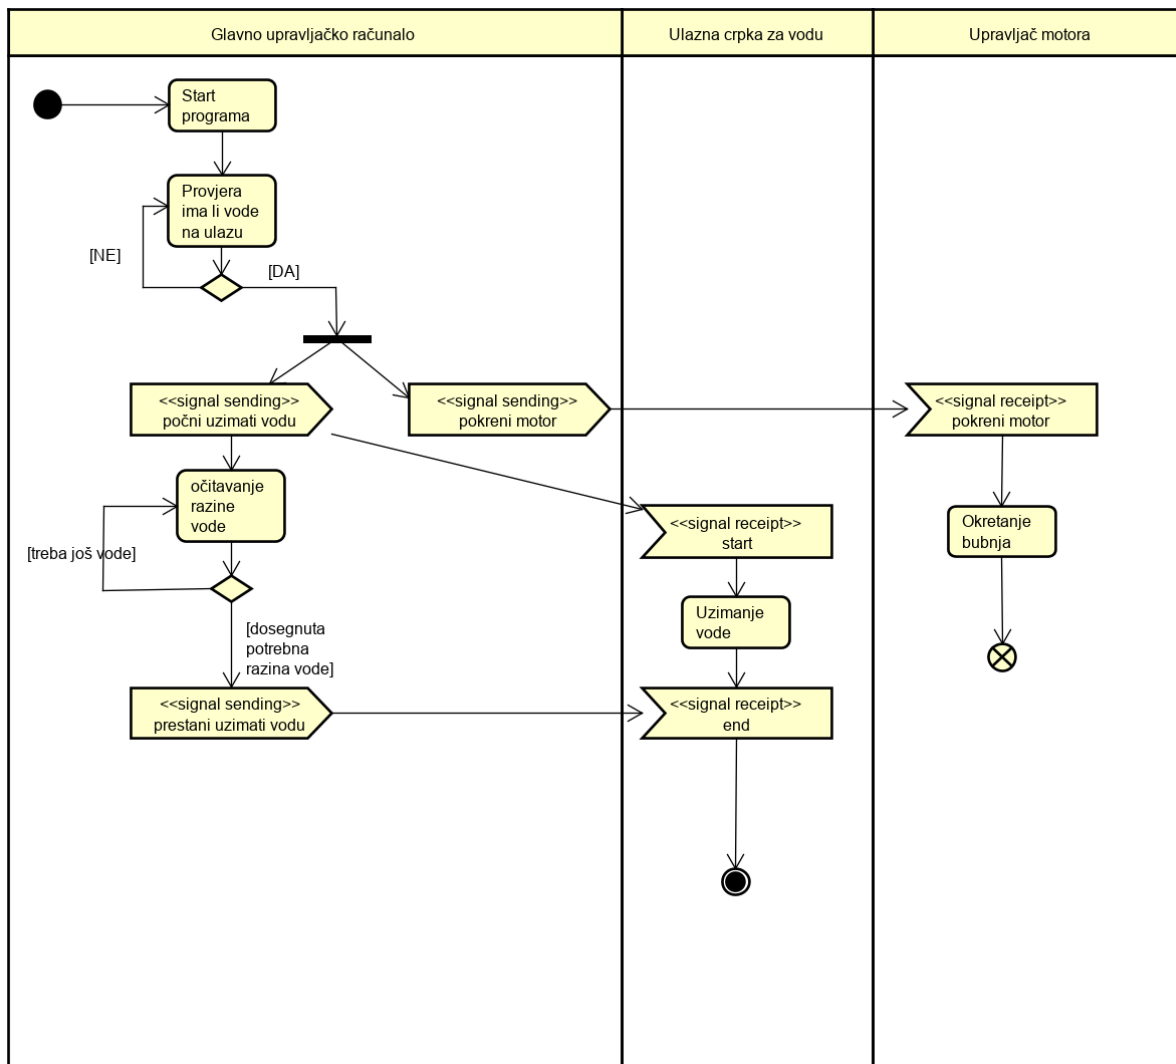 Glavno upravljačko računalo
Ulazna crpka za vodu
Upravljač motora
Start
programa
Provjera
ima li vode
na ulazu
[NE]
[DA]
<<signal sending>>
počni uzimati vodu
<<signal sending>>
pokreni motor
<<signal receipt>>
pokreni motor
očitavanje
razine
vode
[treba još vode]
<<signal receipt>>
start
Okretanje
bubnja
Uzimanje
vode
[dosegnuta
potrebna
razina vode]
<<signal sending>>
prestani uzimati vodu
<<signal receipt>>
end